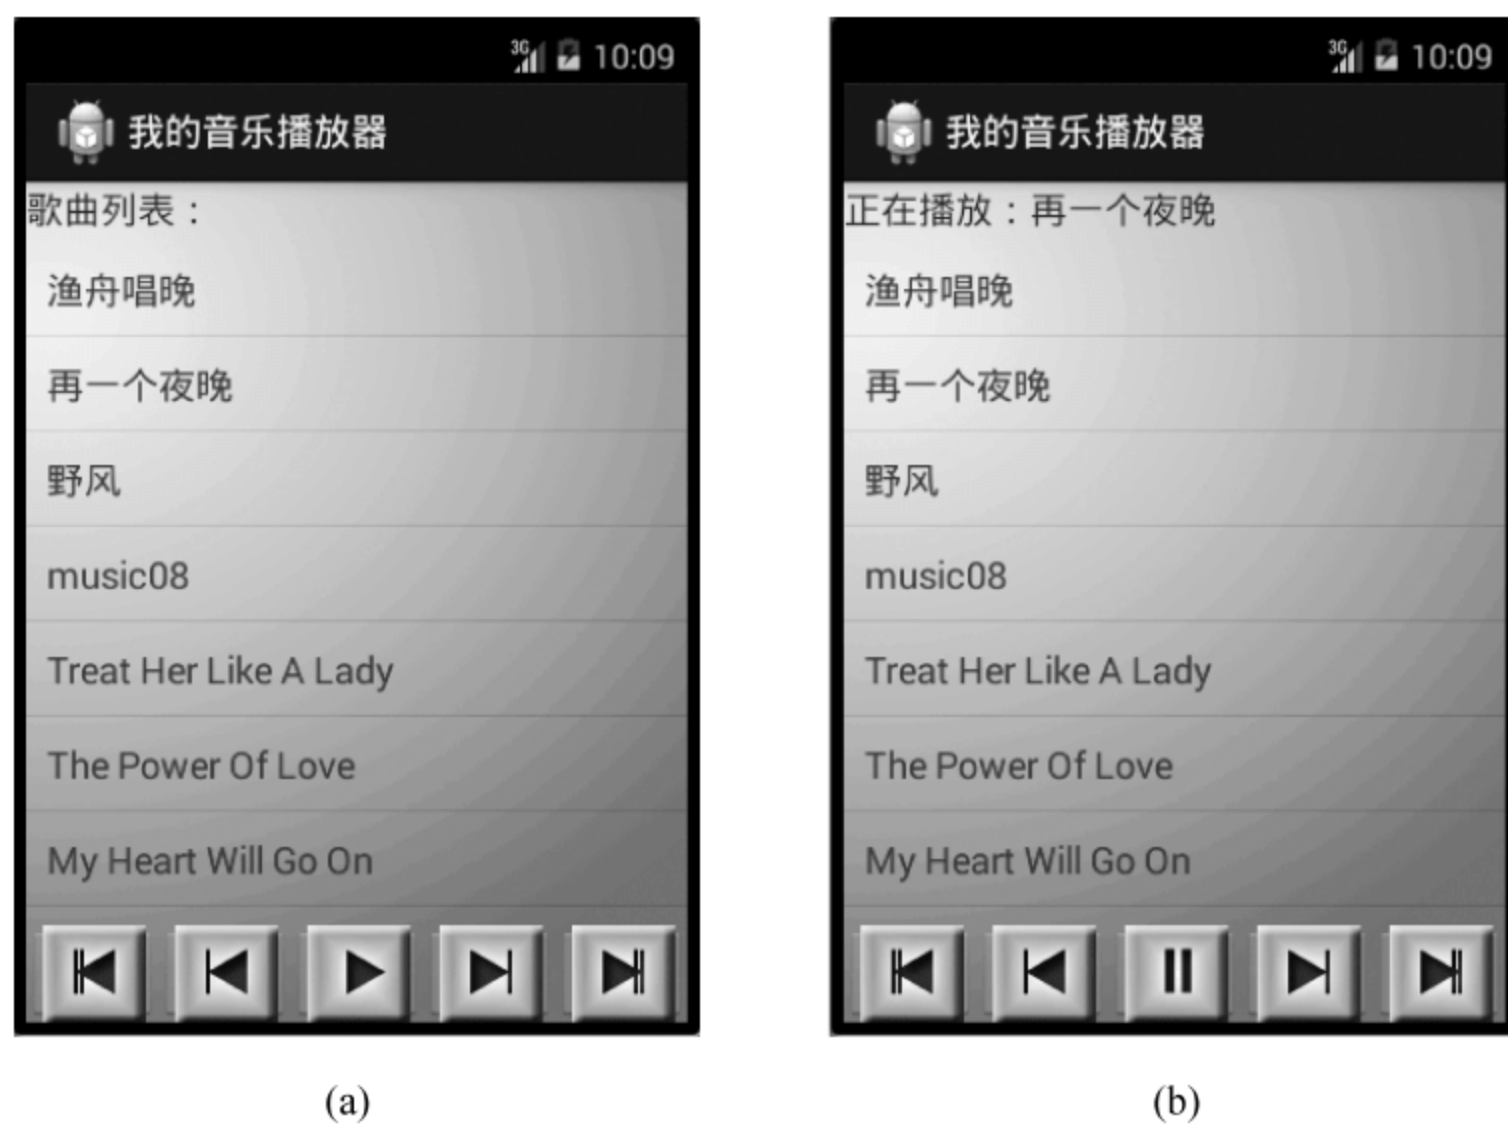 3G 10:09
我的音乐播放器
歌曲列表：
渔舟唱晚
再一个夜晚
野风
music08
Treat Her Like A Lady
The Power Of Love
My Heart Will Go On
(a)
3G 10:09
我的音乐播放器
正在播放：再一个夜晚
渔舟唱晚
再一个夜晚
野风
music08
Treat Her Like A Lady
The Power Of Love
My Heart Will Go On
(b)